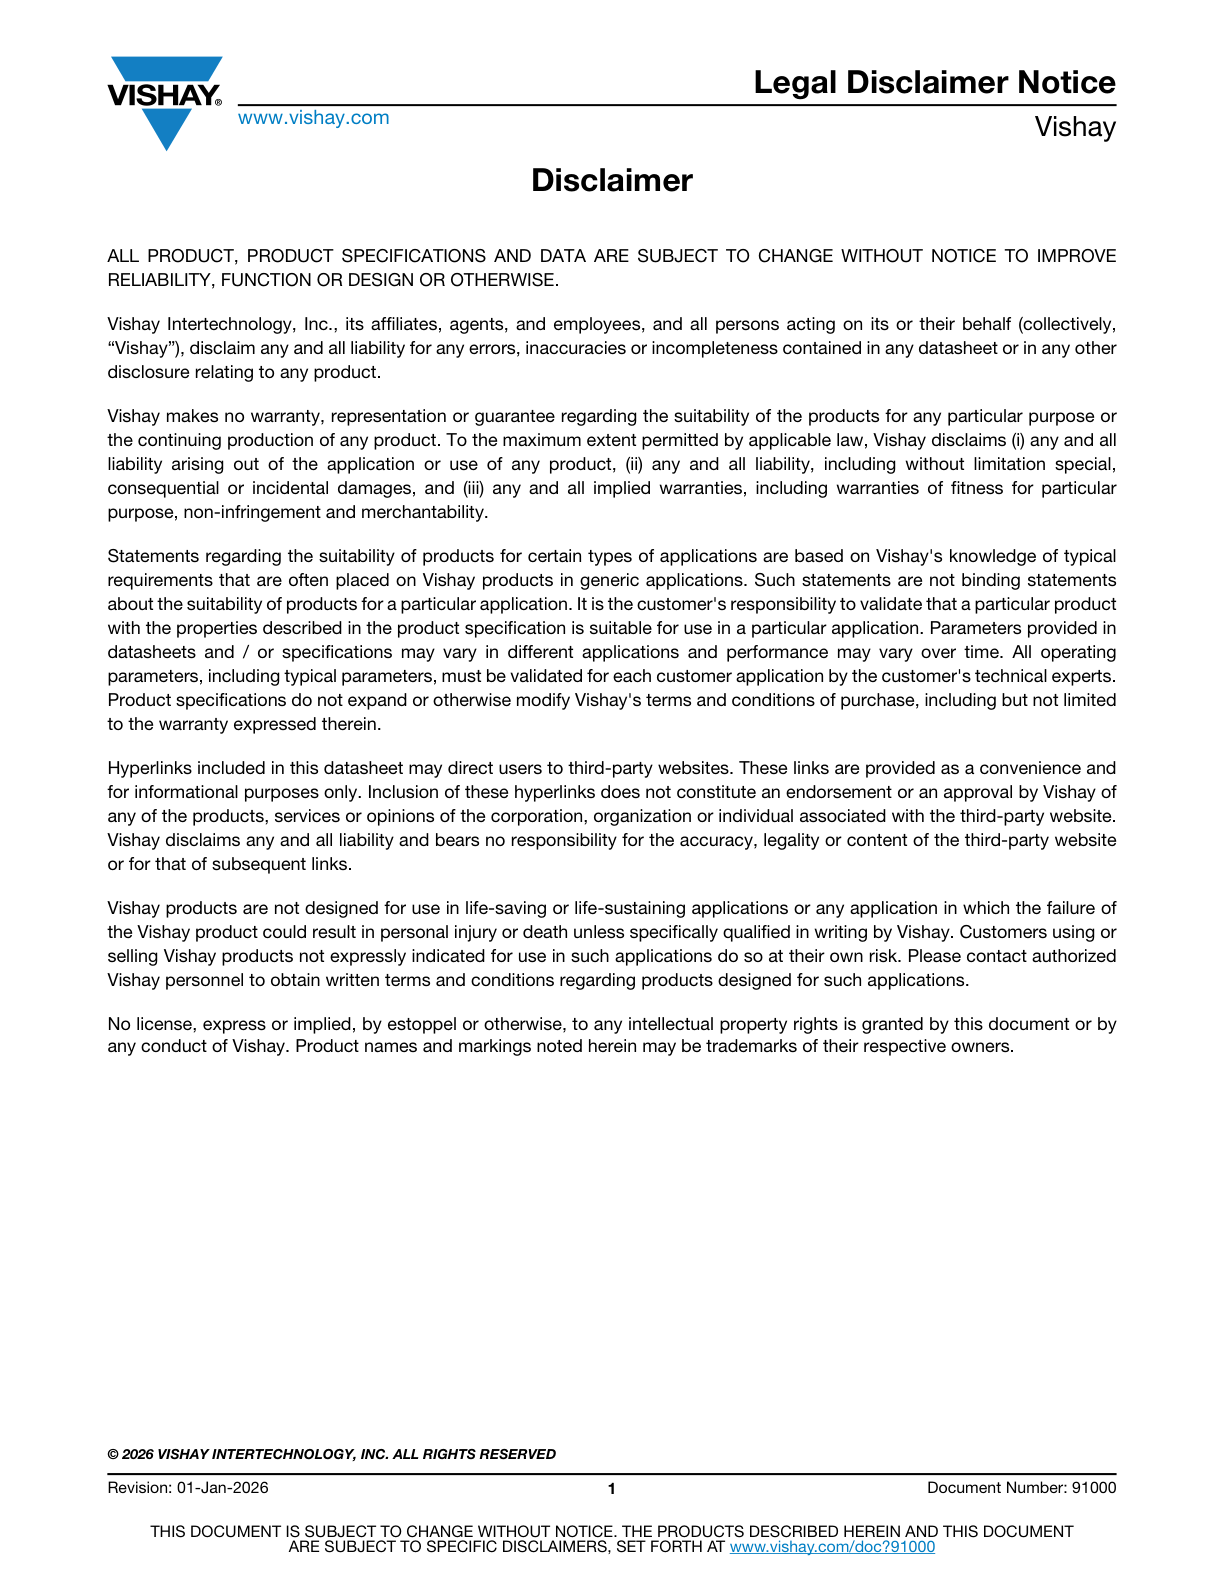 VISHAY®
www.vishay.com
Legal Disclaimer Notice
Vishay
Disclaimer
ALL PRODUCT, PRODUCT SPECIFICATIONS AND DATA ARE SUBJECT TO CHANGE WITHOUT NOTICE TO IMPROVE
RELIABILITY, FUNCTION OR DESIGN OR OTHERWISE.
Vishay Intertechnology, Inc., its affiliates, agents, and employees, and all persons acting on its or their behalf (collectively,
“Vishay”), disclaim any and all liability for any errors, inaccuracies or incompleteness contained in any datasheet or in any other
disclosure relating to any product.
Vishay makes no warranty, representation or guarantee regarding the suitability of the products for any particular purpose or
the continuing production of any product. To the maximum extent permitted by applicable law, Vishay disclaims (i) any and all
liability arising out of the application or use of any product, (ii) any and all liability, including without limitation special,
consequential or incidental damages, and (iii) any and all implied warranties, including warranties of fitness for particular
purpose, non-infringement and merchantability.
Statements regarding the suitability of products for certain types of applications are based on Vishay's knowledge of typical
requirements that are often placed on Vishay products in generic applications. Such statements are not binding statements
about the suitability of products for a particular application. It is the customer's responsibility to validate that a particular product
with the properties described in the product specification is suitable for use in a particular application. Parameters provided in
datasheets and / or specifications may vary in different applications and performance may vary over time. All operating
parameters, including typical parameters, must be validated for each customer application by the customer's technical experts.
Product specifications do not expand or otherwise modify Vishay's terms and conditions of purchase, including but not limited
to the warranty expressed therein.
Hyperlinks included in this datasheet may direct users to third-party websites. These links are provided as a convenience and
for informational purposes only. Inclusion of these hyperlinks does not constitute an endorsement or an approval by Vishay of
any of the products, services or opinions of the corporation, organization or individual associated with the third-party website.
Vishay disclaims any and all liability and bears no responsibility for the accuracy, legality or content of the third-party website
or for that of subsequent links.
Vishay products are not designed for use in life-saving or life-sustaining applications or any application in which the failure of
the Vishay product could result in personal injury or death unless specifically qualified in writing by Vishay. Customers using or
selling Vishay products not expressly indicated for use in such applications do so at their own risk. Please contact authorized
Vishay personnel to obtain written terms and conditions regarding products designed for such applications.
No license, express or implied, by estoppel or otherwise, to any intellectual property rights is granted by this document or by
any conduct of Vishay. Product names and markings noted herein may be trademarks of their respective owners.
© 2026 VISHAY INTERTECHNOLOGY, INC. ALL RIGHTS RESERVED
Revision: 01-Jan-2026 1 Document Number: 91000
THIS DOCUMENT IS SUBJECT TO CHANGE WITHOUT NOTICE. THE PRODUCTS DESCRIBED HEREIN AND THIS DOCUMENT
ARE SUBJECT TO SPECIFIC DISCLAIMERS, SET FORTH AT www.vishay.com/doc?91000